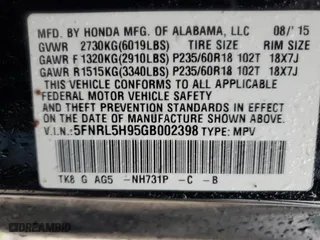 MFD. BY HONDA MFG. OF ALABAMA, LLC 08/'15
GVWR 2730KG(6019LBS) TIRE SIZE RIM SIZE
GAWR F 1320KG(2910LBS) P235/60R18 102T 18X7J
GAWR R 1515KG(3340LBS) P235/60R18 102T 18X7J
THIS VEHICLE CONFORMS TO ALL APPLICABLE
FEDERAL MOTOR VEHICLE SAFETY AND THEFT
PREVENTION STANDARDS IN EFFECT ON THE DATE
OF MANUFACTURE SHOWN ABOVE.
V.I.N:5FNRL5H95GB002398 TYPE: MPV
TK8 G AG5 -NH731P -C -B
CAROBKAMBIO